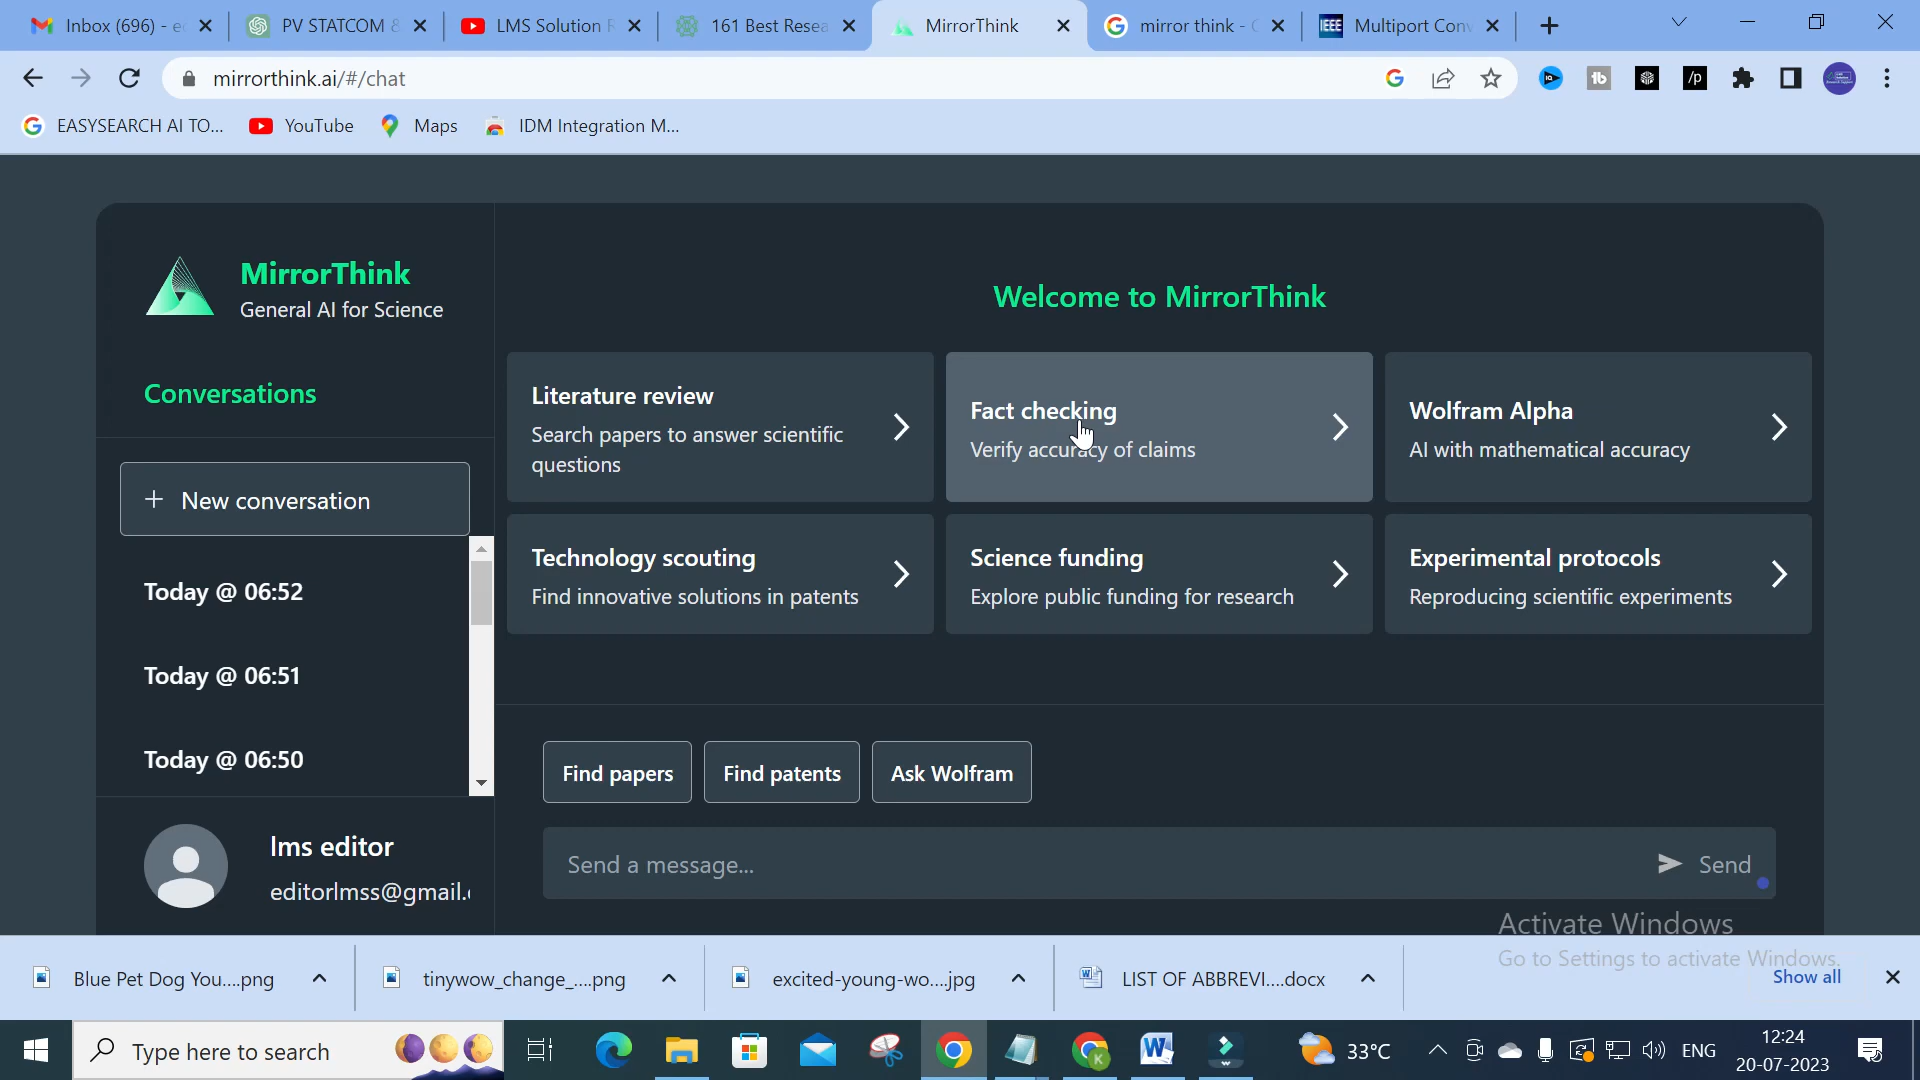 Inbox (696) - e
PV STATCOM &
LMS Solution R
161 Best Resea
MirrorThink
mirror think - G
IEEE Multiport Conv
mirrorthink.ai/#/chat
EASYSEARCH AI TO...
YouTube
Maps
IDM Integration M...
MirrorThink
General AI for Science
Conversations
+ New conversation
Today @ 06:52
Today @ 06:51
Today @ 06:50
lms editor
editorlmss@gmail.
Welcome to MirrorThink
Literature review
Search papers to answer scientific
questions
Fact checking
Verify accuracy of claims
Wolfram Alpha
AI with mathematical accuracy
Technology scouting
Find innovative solutions in patents
Science funding
Explore public funding for research
Experimental protocols
Reproducing scientific experiments
Find papers
Find patents
Ask Wolfram
Send a message...
Send
Activate Windows
Go to Settings to activate Windows.
Blue Pet Dog You....png
tinywow_change_....png
excited-young-wo....jpg
LIST OF ABBREVI....docx
Show all
Type here to search
33°C
ENG
12:24
20-07-2023